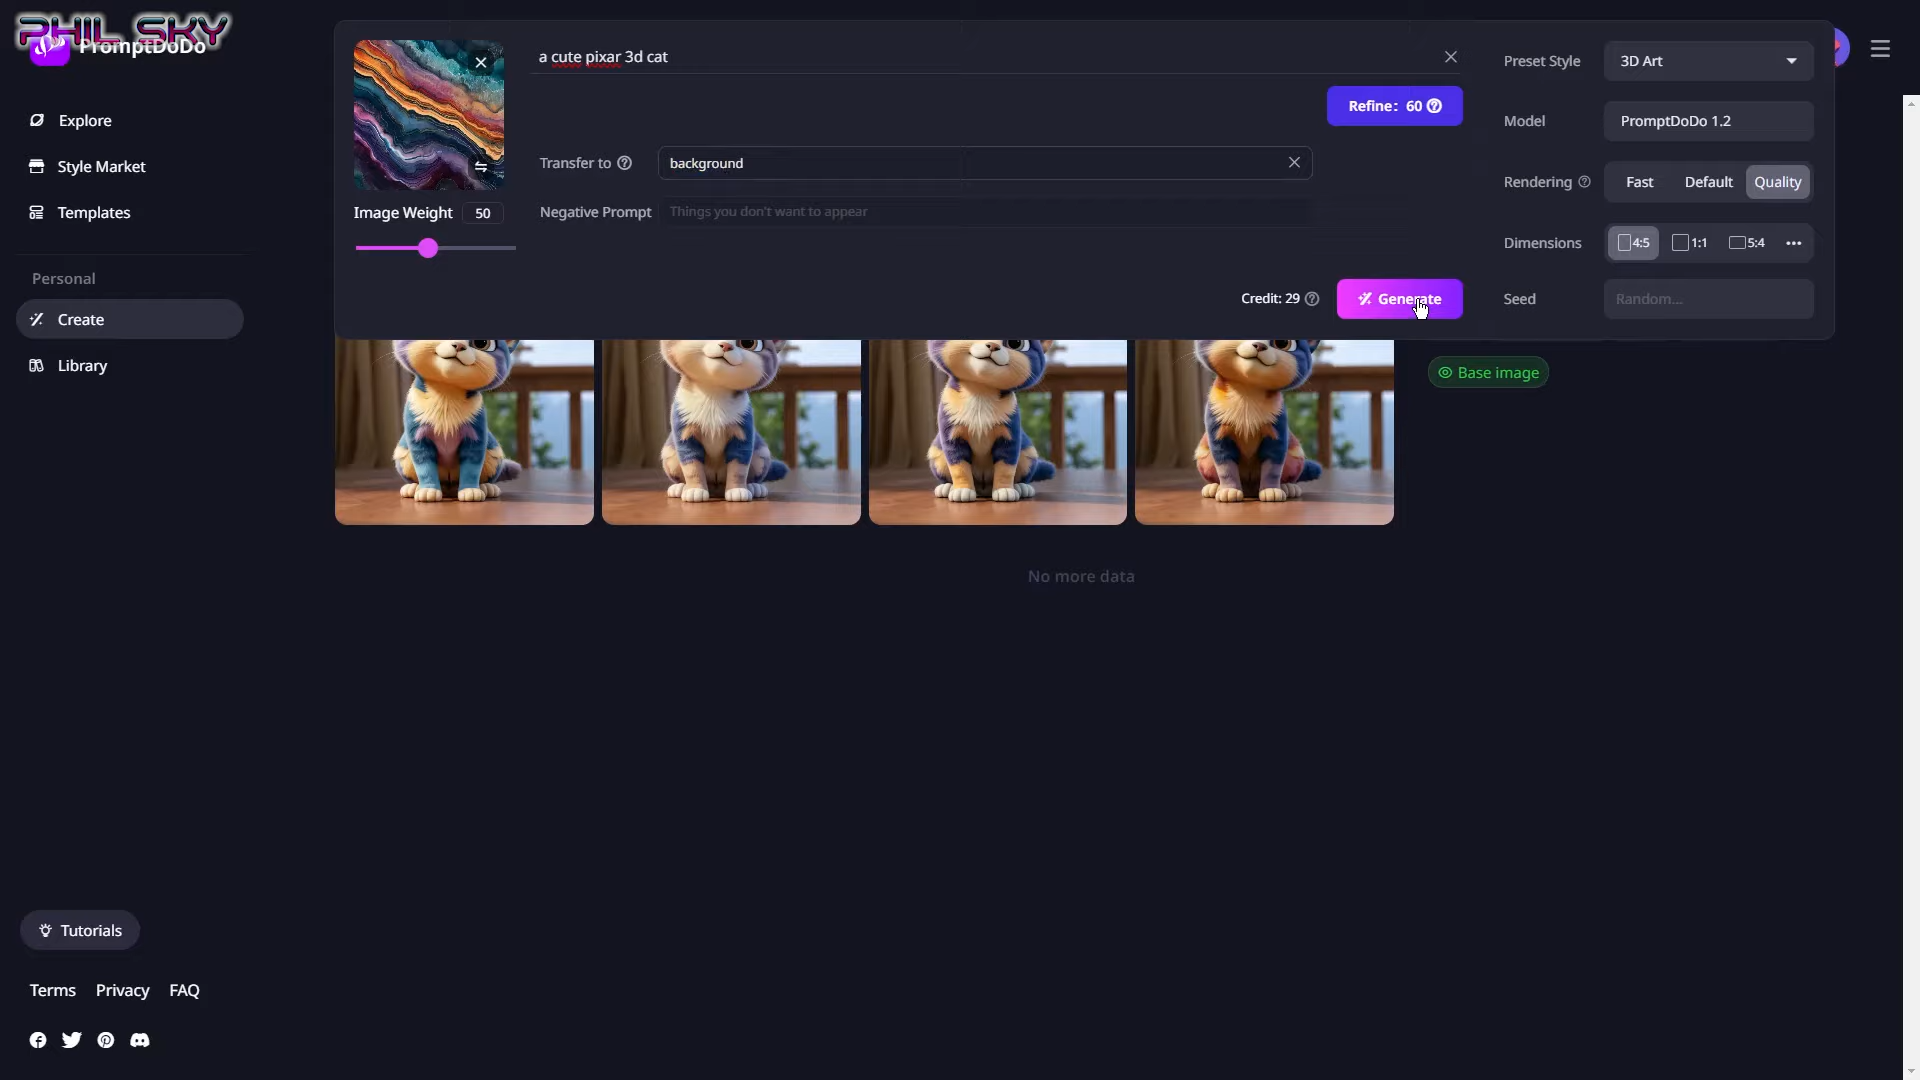 PHIL SKY
PromptDoDo
Explore
Style Market
Templates
Personal
Create
Library
Tutorials
Terms Privacy FAQ
a cute pixar 3d cat
Refine: 60
Transfer to background
Image Weight 50
Negative Prompt Things you don't want to appear
Credit: 29
Generate
Preset Style 3D Art
Model PromptDoDo 1.2
Rendering Fast Default Quality
Dimensions 4:5 1:1 5:4
Seed Random...
Base image
No more data